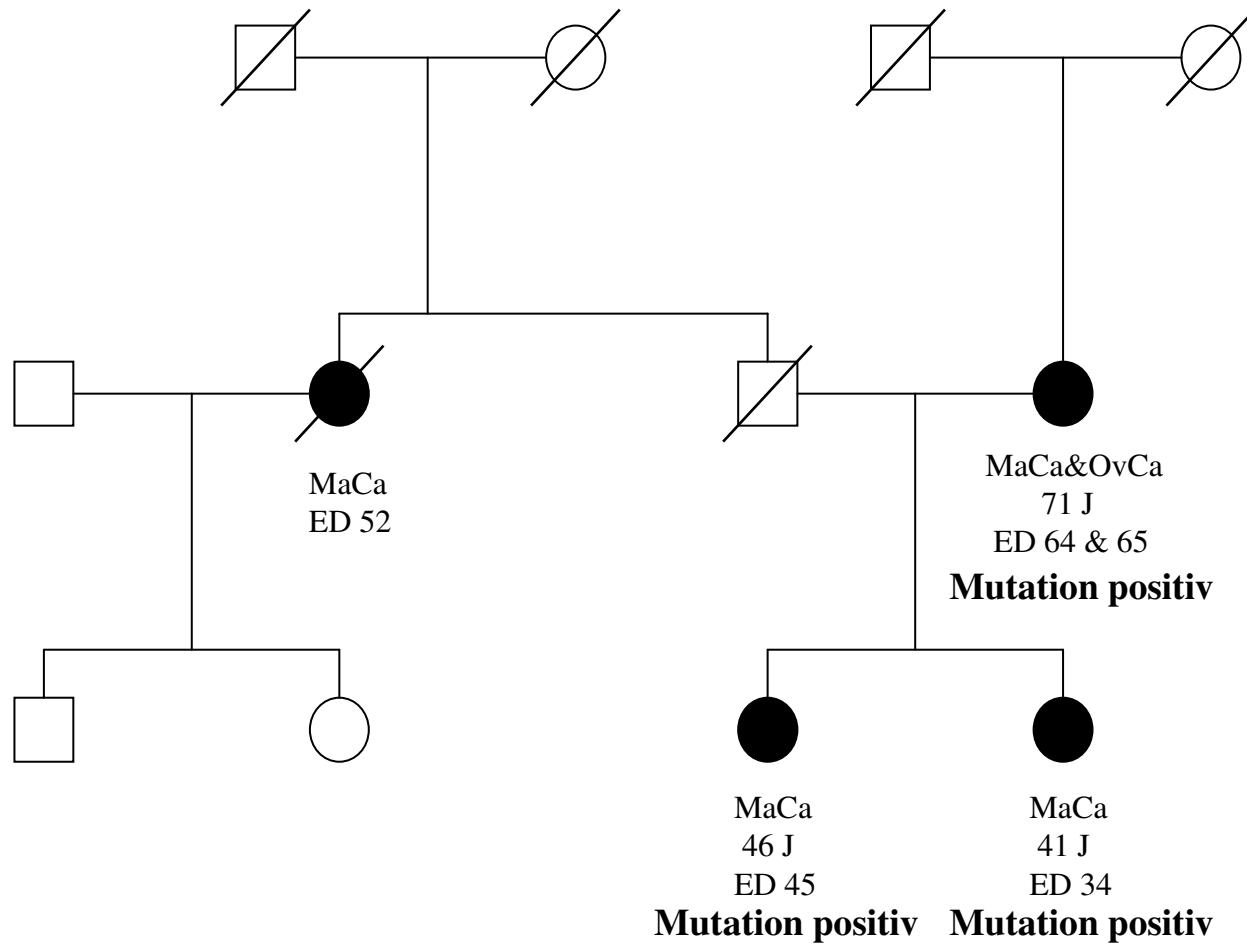 MaCa
ED 52
MaCa&OvCa
71 J
ED 64 & 65
Mutation positiv
MaCa
46 J
ED 45
Mutation positiv
MaCa
41 J
ED 34
Mutation positiv